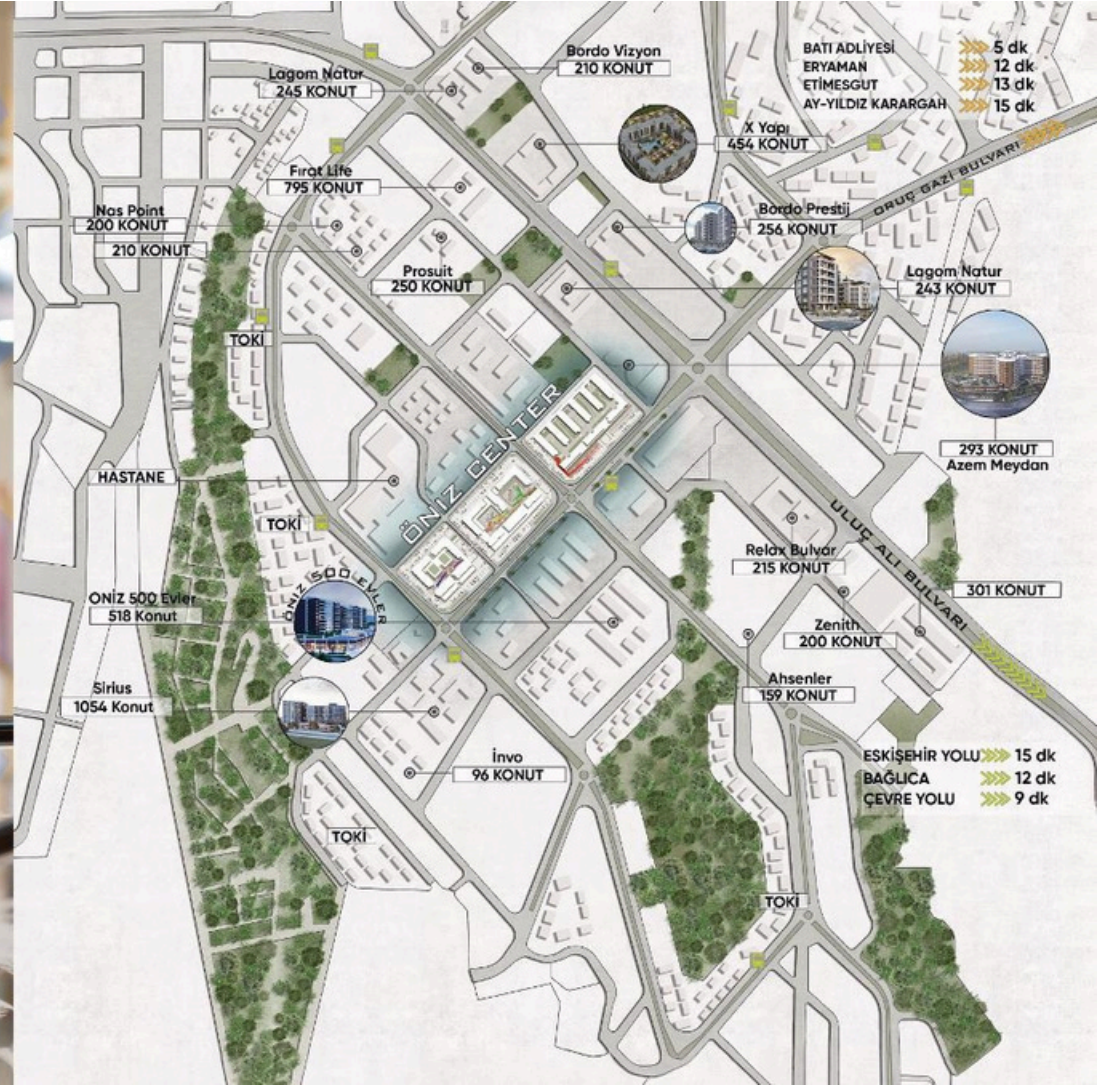 Bordo Vizyon
210 KONUT
BATI ADLİYESİ 5 dk
ERYAMAN 12 dk
ETİMESGUT 13 dk
AY-YILDIZ KARARGAH 15 dk
Lagom Natur
245 KONUT
X Yapı
454 KONUT
ORUÇ GAZİ BULVARI
Fırat Life
795 KONUT
Nas Point
200 KONUT
210 KONUT
Bordo Prestij
256 KONUT
Prosuit
250 KONUT
Lagom Natur
243 KONUT
TOKİ
293 KONUT
Azem Meydan
ÖNIZ CENTER
HASTANE
TOKİ
ULUÇ ALİ BULVARI
Relax Bulvar
215 KONUT
301 KONUT
ÖNİZ 500 EVLER
ONİZ 500 Evler
518 Konut
Zenith
200 KONUT
Sirius
1054 Konut
Ahsenler
159 KONUT
İnvo
96 KONUT
ESKİŞEHİR YOLU 15 dk
BAĞLICA 12 dk
ÇEVRE YOLU 9 dk
TOKİ
TOKİ